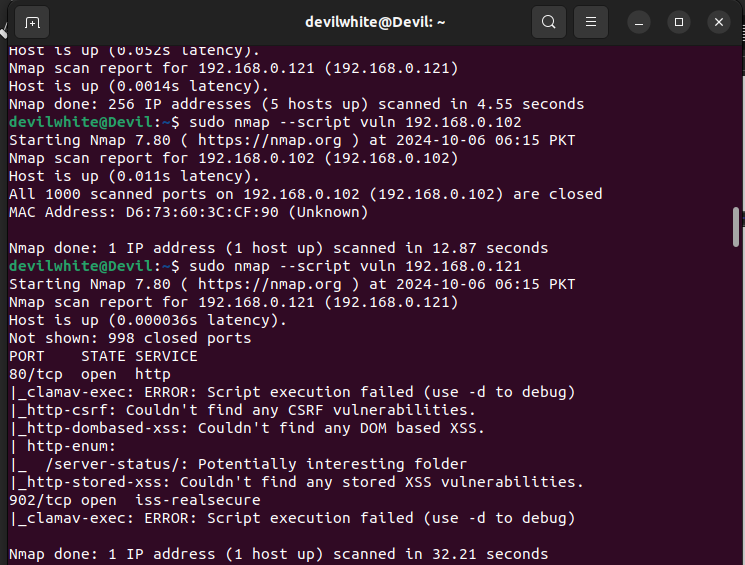 devilwhite@Devil: ~
Host is up (0.052s latency).
Nmap scan report for 192.168.0.121 (192.168.0.121)
Host is up (0.0014s latency).
Nmap done: 256 IP addresses (5 hosts up) scanned in 4.55 seconds
devilwhite@Devil:~$ sudo nmap --script vuln 192.168.0.102
Starting Nmap 7.80 ( https://nmap.org ) at 2024-10-06 06:15 PKT
Nmap scan report for 192.168.0.102 (192.168.0.102)
Host is up (0.011s latency).
All 1000 scanned ports on 192.168.0.102 (192.168.0.102) are closed
MAC Address: D6:73:60:3C:CF:90 (Unknown)
Nmap done: 1 IP address (1 host up) scanned in 12.87 seconds
devilwhite@Devil:~$ sudo nmap --script vuln 192.168.0.121
Starting Nmap 7.80 ( https://nmap.org ) at 2024-10-06 06:15 PKT
Nmap scan report for 192.168.0.121 (192.168.0.121)
Host is up (0.000036s latency).
Not shown: 998 closed ports
PORT    STATE SERVICE
80/tcp  open  http
|_clamav-exec: ERROR: Script execution failed (use -d to debug)
|_http-csrf: Couldn't find any CSRF vulnerabilities.
|_http-dombased-xss: Couldn't find any DOM based XSS.
| http-enum:
|_  /server-status/: Potentially interesting folder
|_http-stored-xss: Couldn't find any stored XSS vulnerabilities.
902/tcp open  iss-realsecure
|_clamav-exec: ERROR: Script execution failed (use -d to debug)
Nmap done: 1 IP address (1 host up) scanned in 32.21 seconds